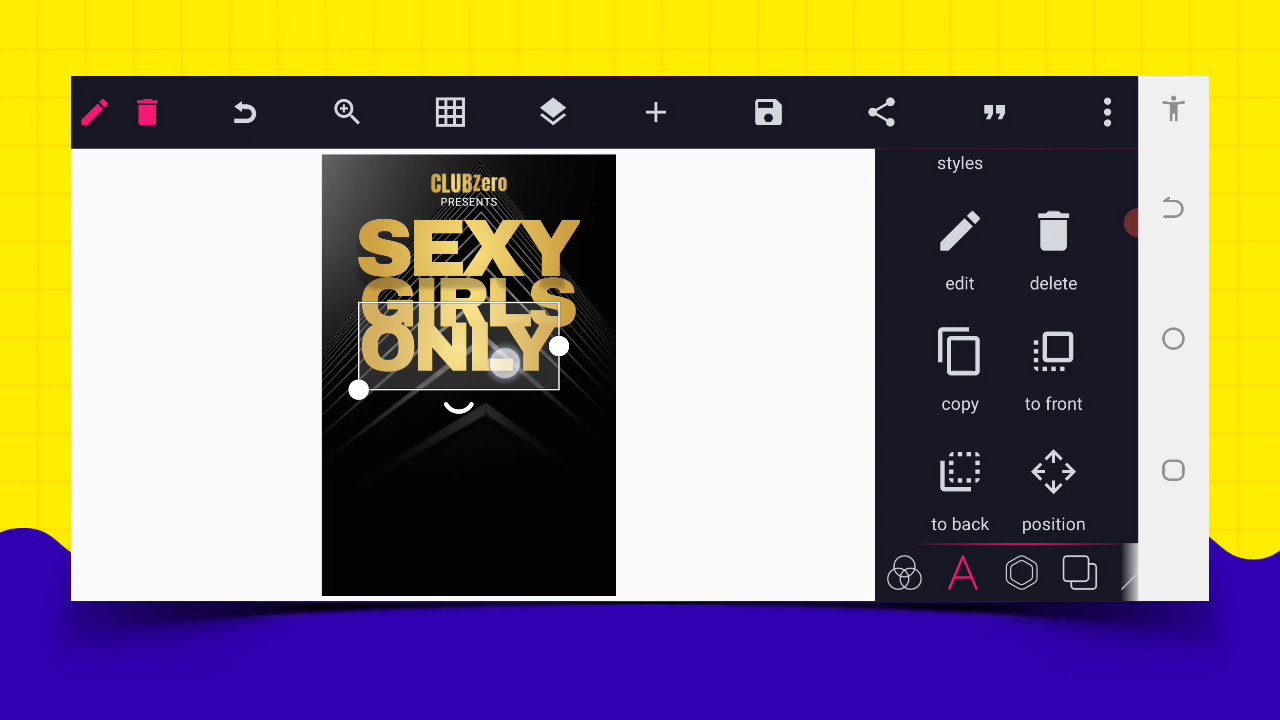 CLUBZero
PRESENTS
SEXY
GIRLS
ONLY
styles
edit
delete
copy
to front
to back
position